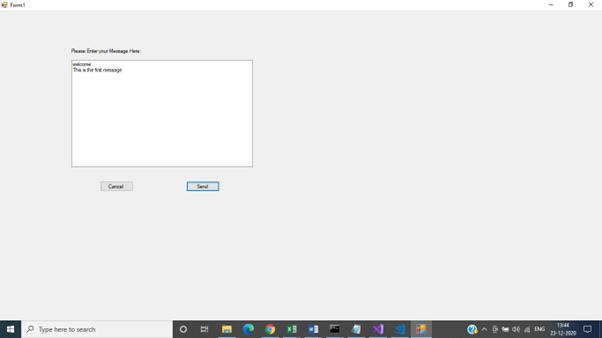 Form1
Please Enter your Message Here:
welcome
This is the first message
Cancel
Send
Type here to search
ENG
13:44
23-12-2020